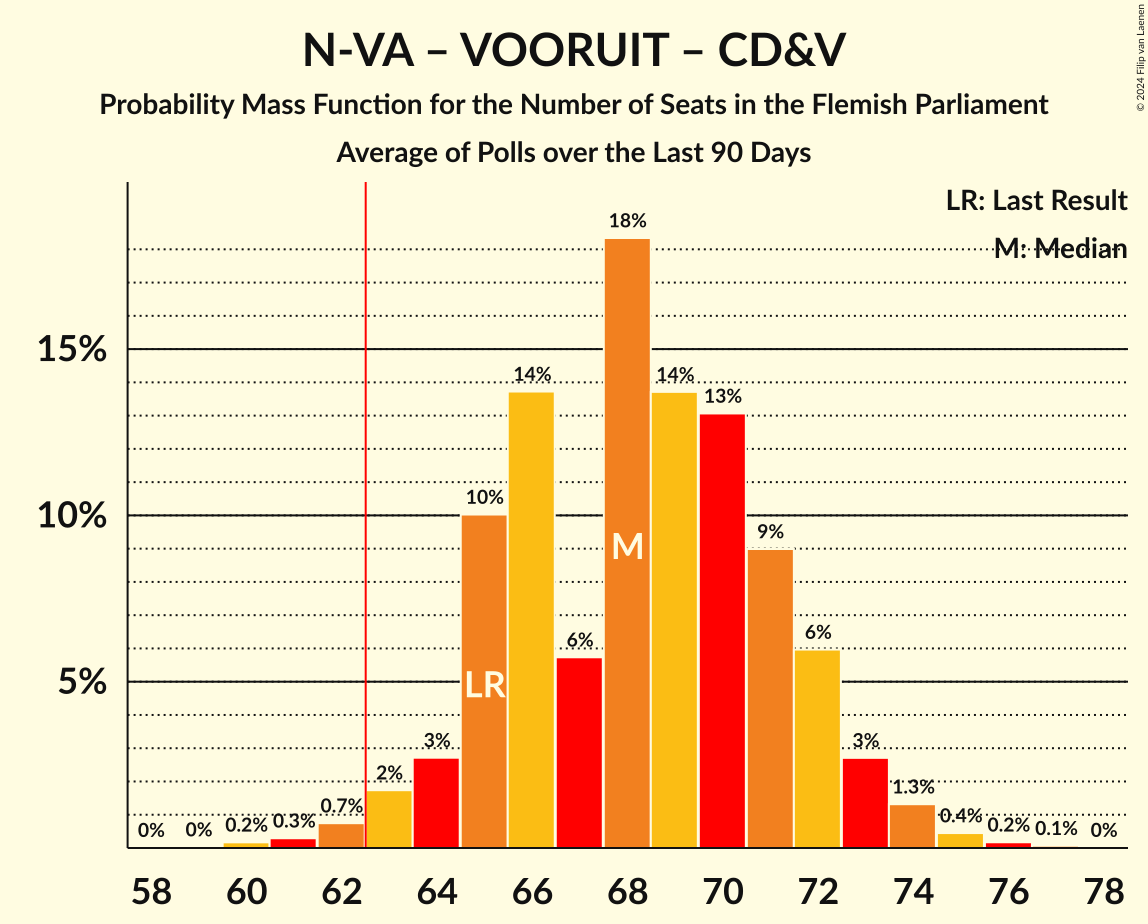 N-VA – VOORUIT – CD&V
Probability Mass Function for the Number of Seats in the Flemish Parliament
Average of Polls over the Last 90 Days
© 2024 Filip van Laenen
LR: Last Result
M: Median
15%
10%
5%
0%
0%
0.2%
0.3%
0.7%
2%
3%
10%
14%
6%
18%
14%
13%
9%
6%
3%
1.3%
0.4%
0.2%
0.1%
0%
LR
M
58 60 62 64 66 68 70 72 74 76 78